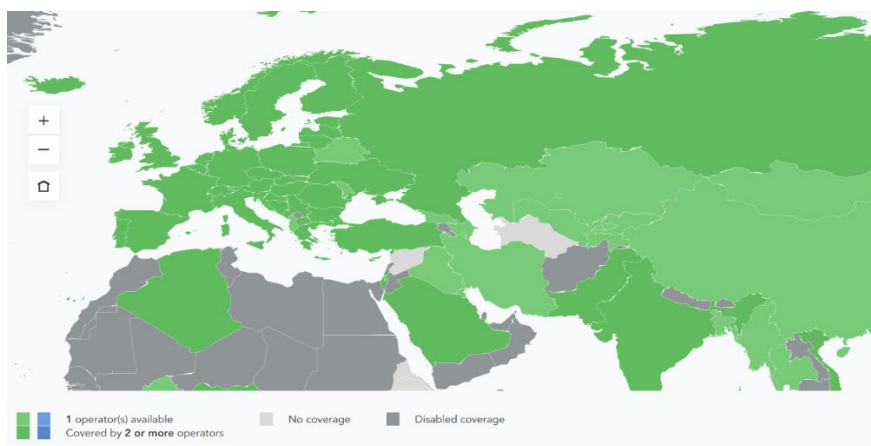 +
−
1 operator(s) available
Covered by 2 or more operators
No coverage
Disabled coverage